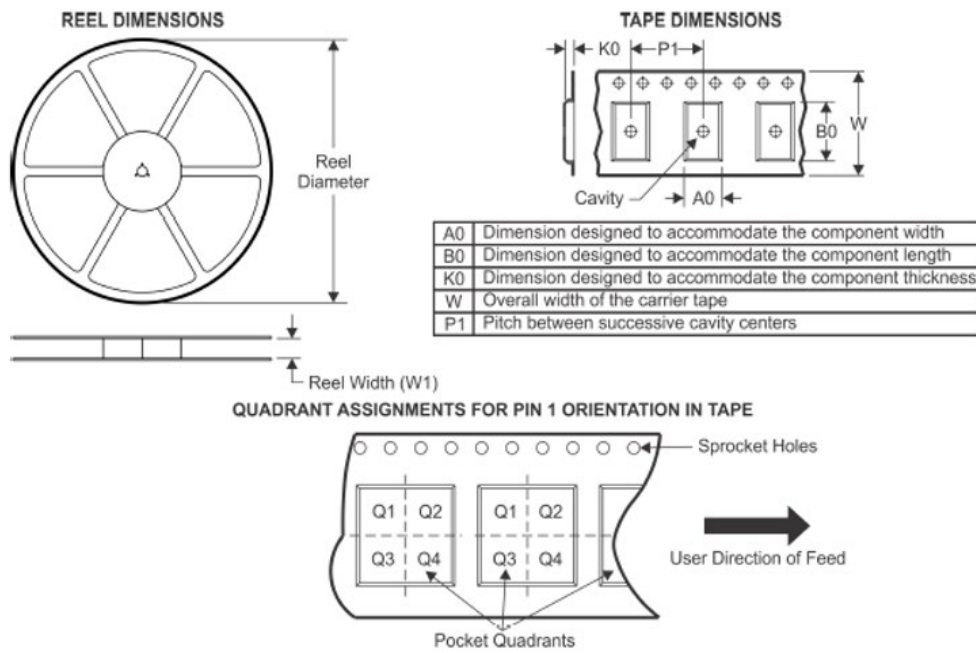 REEL DIMENSIONS
Reel
Diameter
Reel Width (W1)
TAPE DIMENSIONS
K0
P1
B0
W
Cavity
A0
A0 Dimension designed to accommodate the component width
B0 Dimension designed to accommodate the component length
K0 Dimension designed to accommodate the component thickness
W Overall width of the carrier tape
P1 Pitch between successive cavity centers
QUADRANT ASSIGNMENTS FOR PIN 1 ORIENTATION IN TAPE
Sprocket Holes
Q1 Q2 Q1 Q2
Q3 Q4 Q3 Q4
User Direction of Feed
Pocket Quadrants